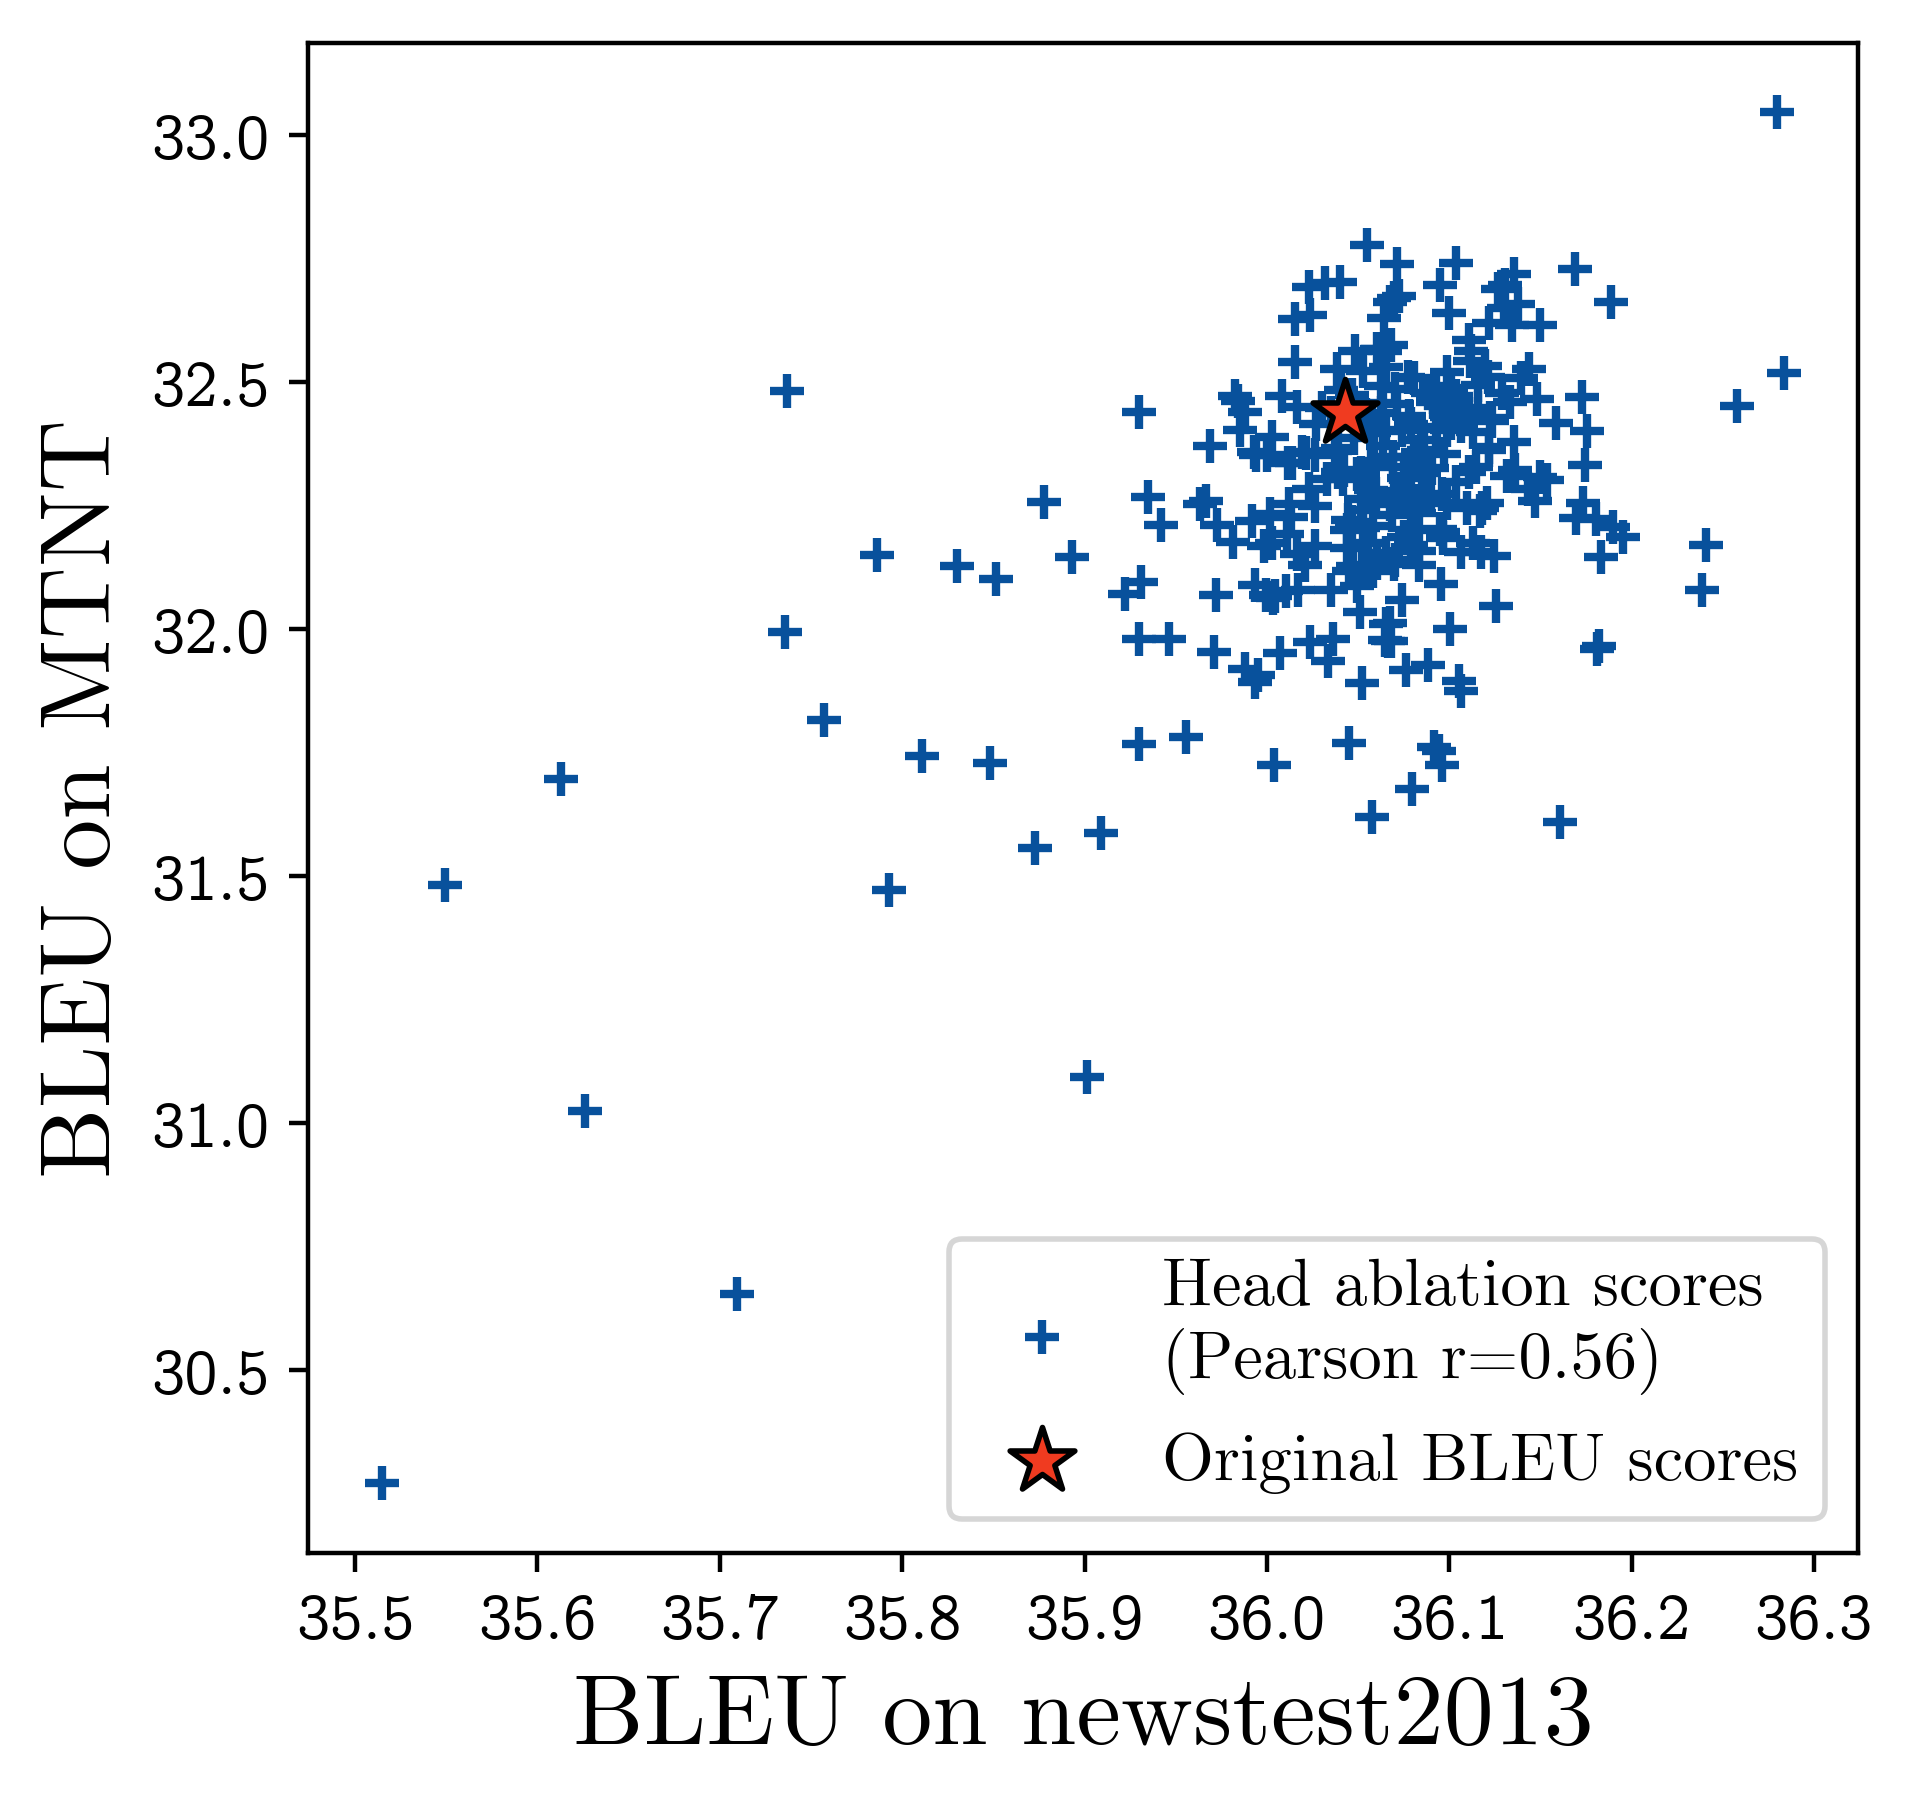 33.0
32.5
32.0
31.5
31.0
30.5
BLEU on MTNT
Head ablation scores
(Pearson r=0.56)
Original BLEU scores
35.5 35.6 35.7 35.8 35.9 36.0 36.1 36.2 36.3
BLEU on newstest2013